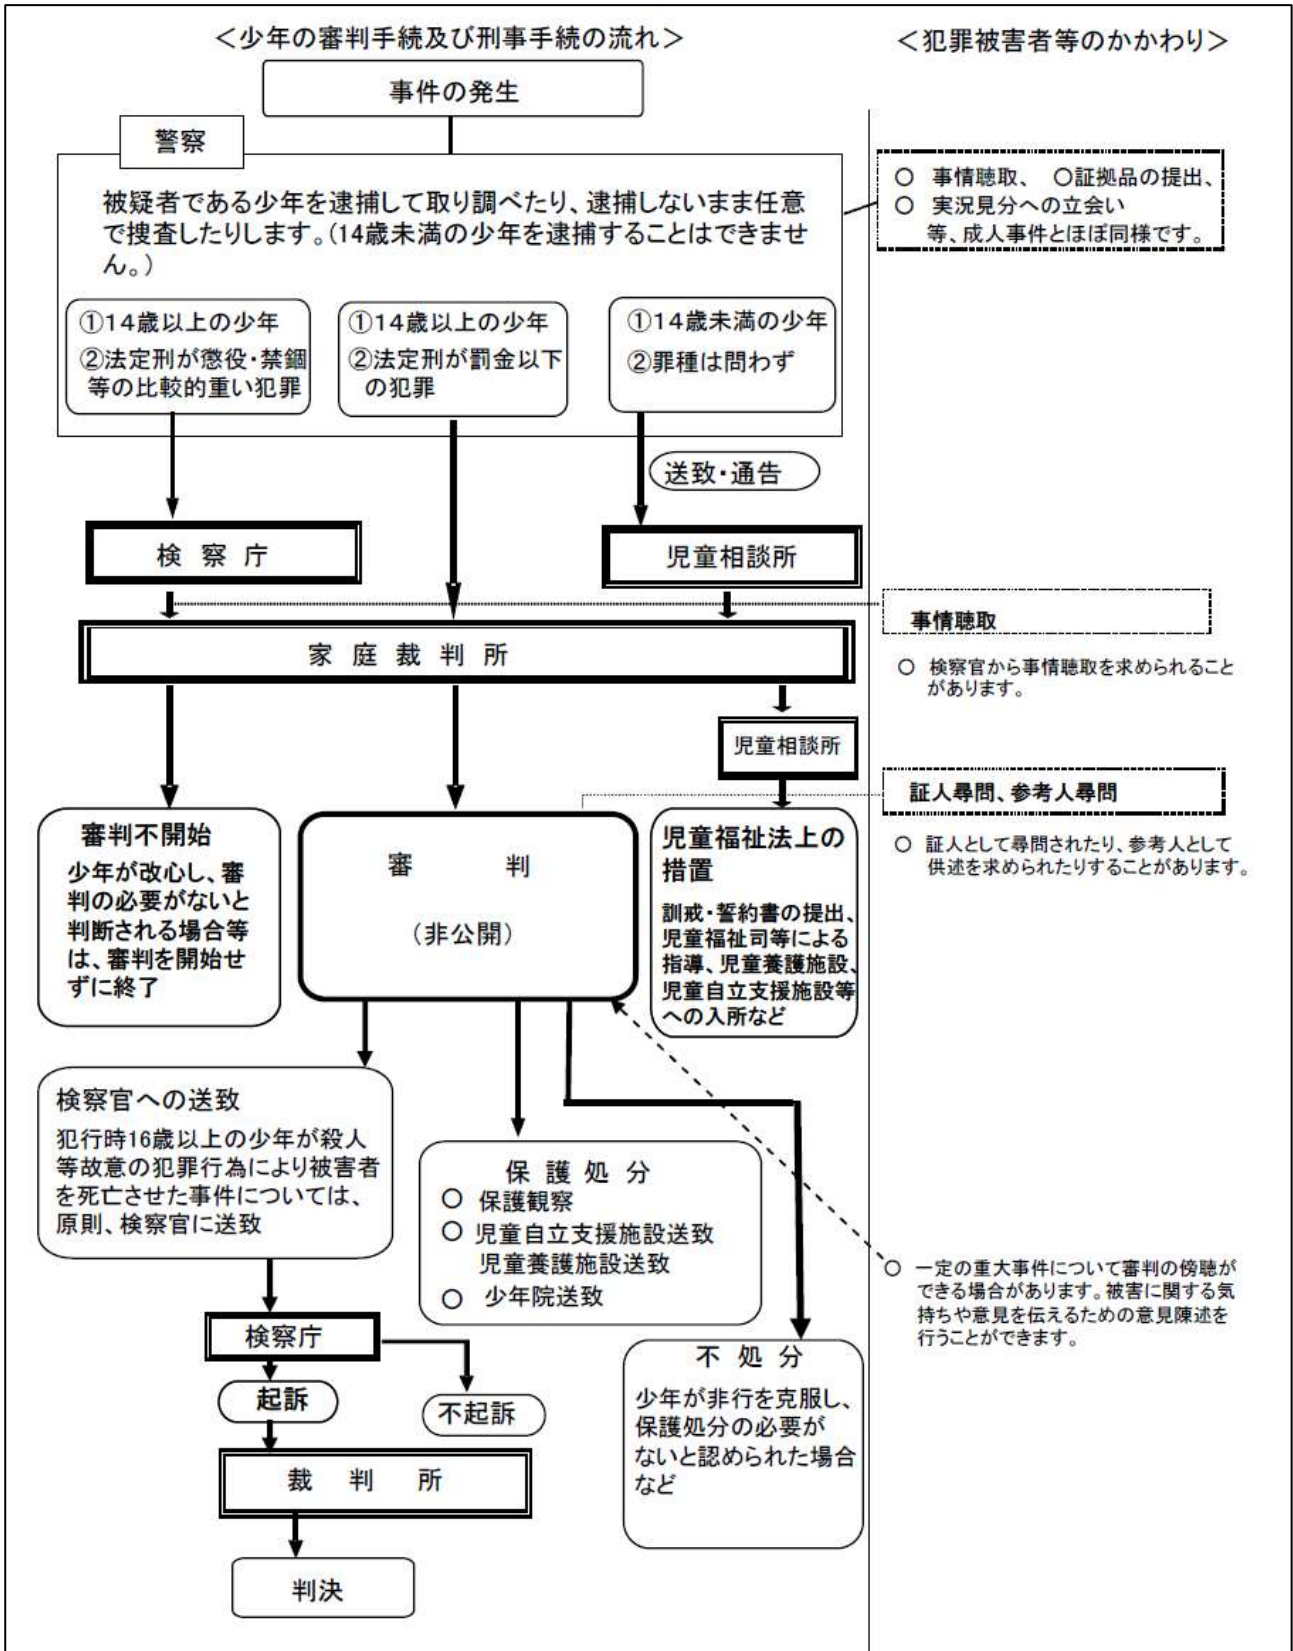 ＜少年の審判手続及び刑事手続の流れ＞
＜犯罪被害者等のかかわり＞
事件の発生
警察
被疑者である少年を逮捕して取り調べたり、逮捕しないまま任意
で捜査したりします。(14歳未満の少年を逮捕することはできませ
ん。)
○ 事情聴取、 ○証拠品の提出、
○ 実況見分への立会い
等、成人事件とほぼ同様です。
①14歳以上の少年
②法定刑が懲役・禁錮
等の比較的重い犯罪
①14歳以上の少年
②法定刑が罰金以下
の犯罪
①14歳未満の少年
②罪種は問わず
送致・通告
検 察 庁
児童相談所
事情聴取
○ 検察官から事情聴取を求められること
があります。
家 庭 裁 判 所
児童相談所
証人尋問、参考人尋問
○ 証人として尋問されたり、参考人として
供述を求められたりすることがあります。
審判不開始
少年が改心し、審
判の必要がないと
判断される場合等
は、審判を開始せ
ずに終了
審 判
（非公開）
児童福祉法上の
措置
訓戒・誓約書の提出、
児童福祉司等による
指導、児童養護施設、
児童自立支援施設等
への入所など
検察官への送致
犯行時16歳以上の少年が殺人
等故意の犯罪行為により被害者
を死亡させた事件については、
原則、検察官に送致
保 護 処 分
○ 保護観察
○ 児童自立支援施設送致
児童養護施設送致
○ 少年院送致
○ 一定の重大事件について審判の傍聴が
できる場合があります。被害に関する気
持ちや意見を伝えるための意見陳述を
行うことができます。
検察庁
起訴
不起訴
不 処 分
少年が非行を克服し、
保護処分の必要が
ないと認められた場合
など
裁 判 所
判決